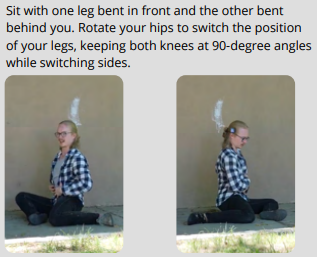 Sit with one leg bent in front and the other bent
behind you. Rotate your hips to switch the position
of your legs, keeping both knees at 90-degree angles
while switching sides.